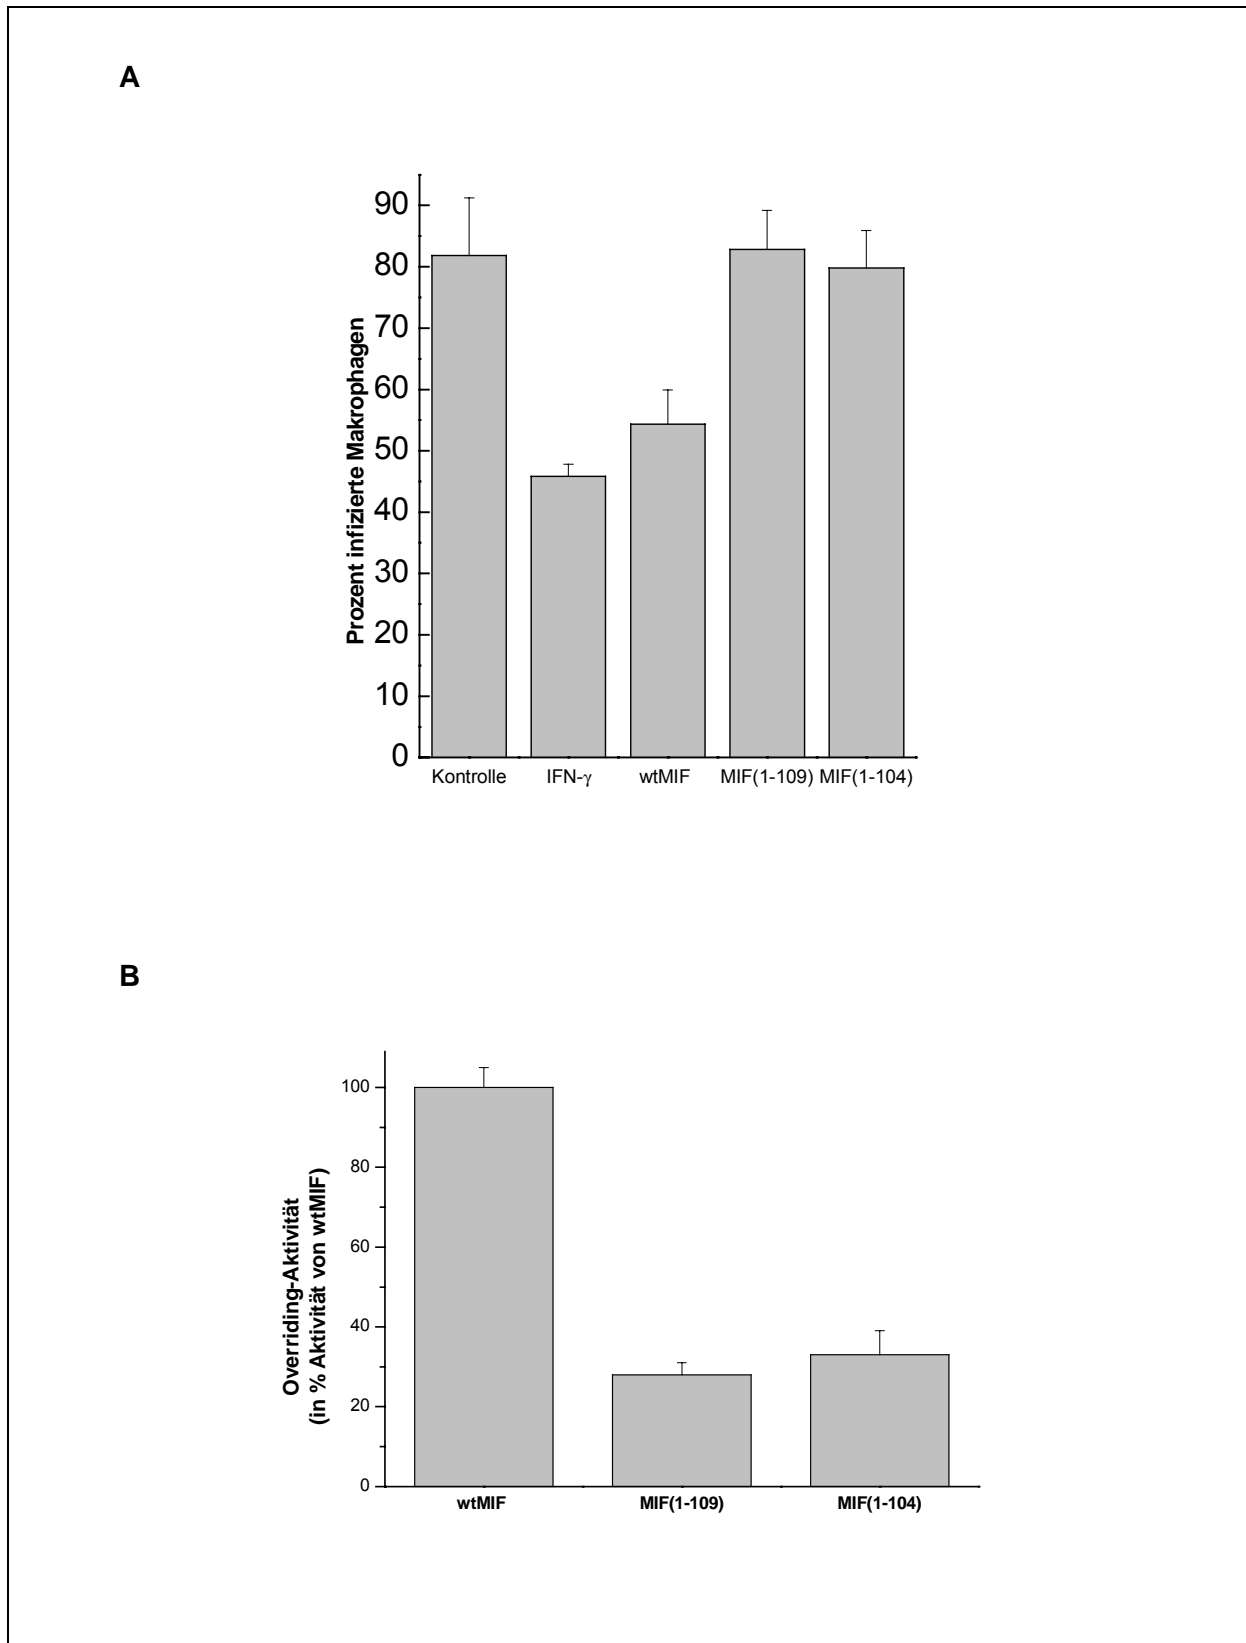 A
Prozent infizierte Makrophagen
90
80
70
60
50
40
30
20
10
0
Kontrolle IFN-γ wtMIF MIF(1-109) MIF(1-104)
B
Overriding-Aktivität
(in % Aktivität von wtMIF)
100
80
60
40
20
0
wtMIF MIF(1-109) MIF(1-104)